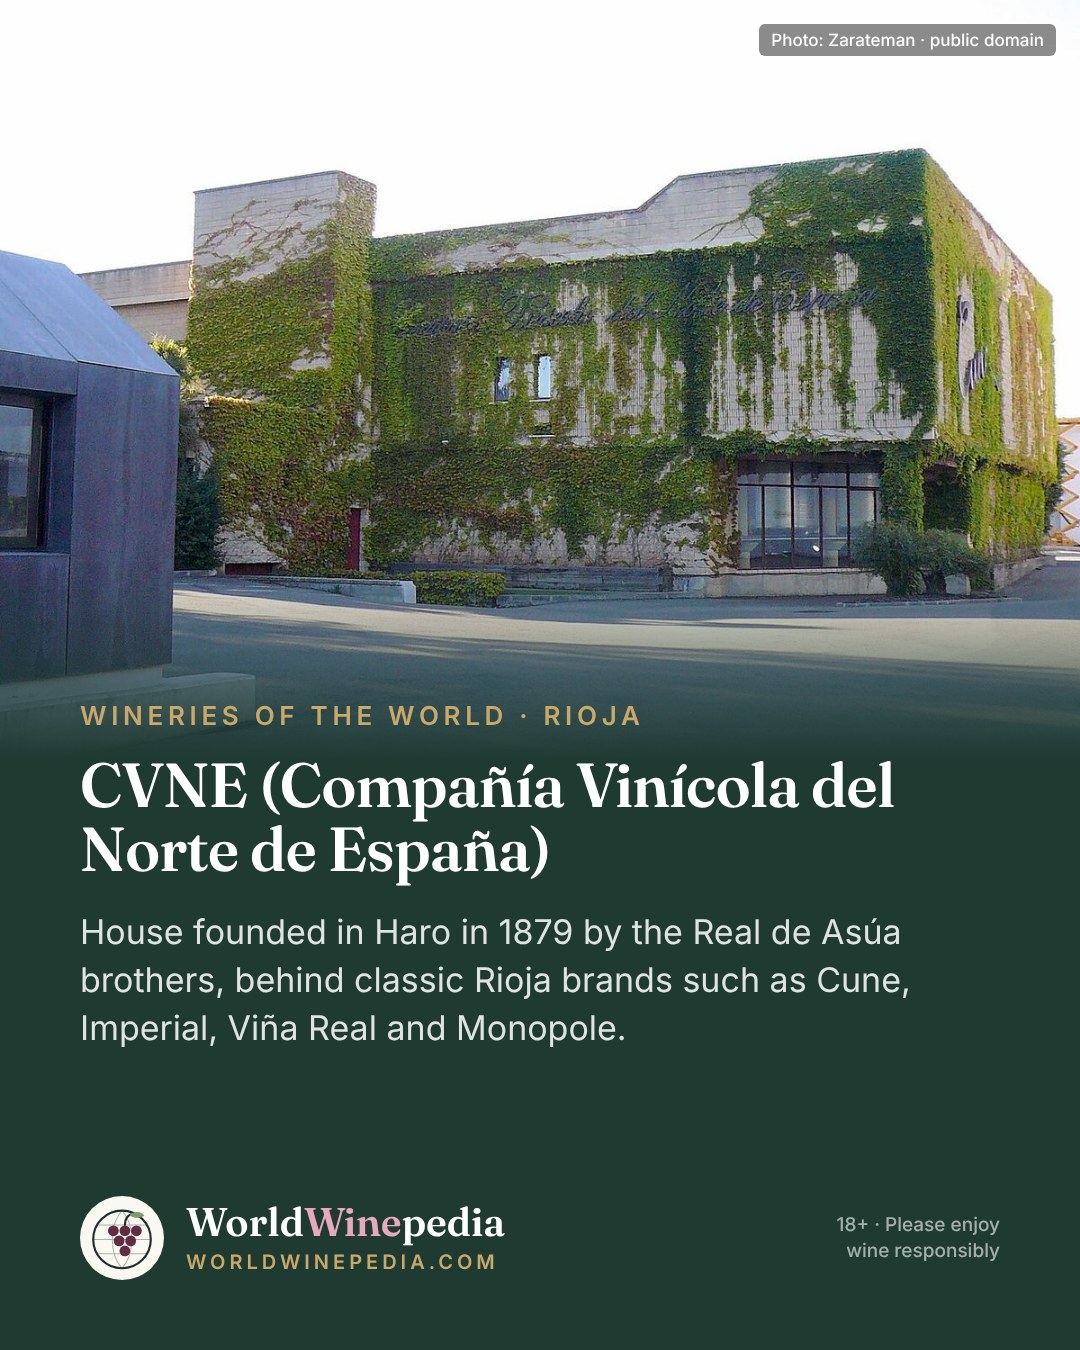 Photo: Zarateman · public domain
WINERIES OF THE WORLD · RIOJA
CVNE (Compañía Vinícola del
Norte de España)
House founded in Haro in 1879 by the Real de Asúa
brothers, behind classic Rioja brands such as Cune,
Imperial, Viña Real and Monopole.
WorldWinepedia
WORLDWINEPEDIA.COM
18+ · Please enjoy
wine responsibly